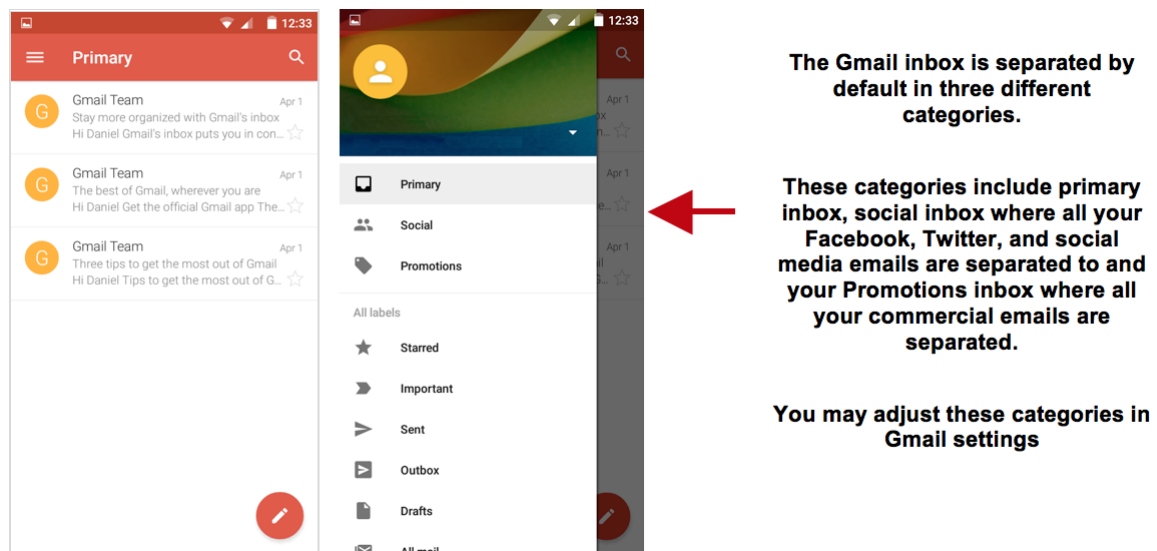 12:33
Primary
G
Gmail Team
Apr 1
Stay more organized with Gmail's inbox
Hi Daniel Gmail's inbox puts you in con...
G
Gmail Team
Apr 1
The best of Gmail, wherever you are
Hi Daniel Get the official Gmail app The...
G
Gmail Team
Apr 1
Three tips to get the most out of Gmail
Hi Daniel Tips to get the most out of G...
12:33
Apr 1
ox
n...
Apr 1
e...
Apr 1
il
G...
Primary
Social
Promotions
All labels
Starred
Important
Sent
Outbox
Drafts
All mail
The Gmail inbox is separated by
default in three different
categories.
These categories include primary
inbox, social inbox where all your
Facebook, Twitter, and social
media emails are separated to and
your Promotions inbox where all
your commercial emails are
separated.
You may adjust these categories in
Gmail settings